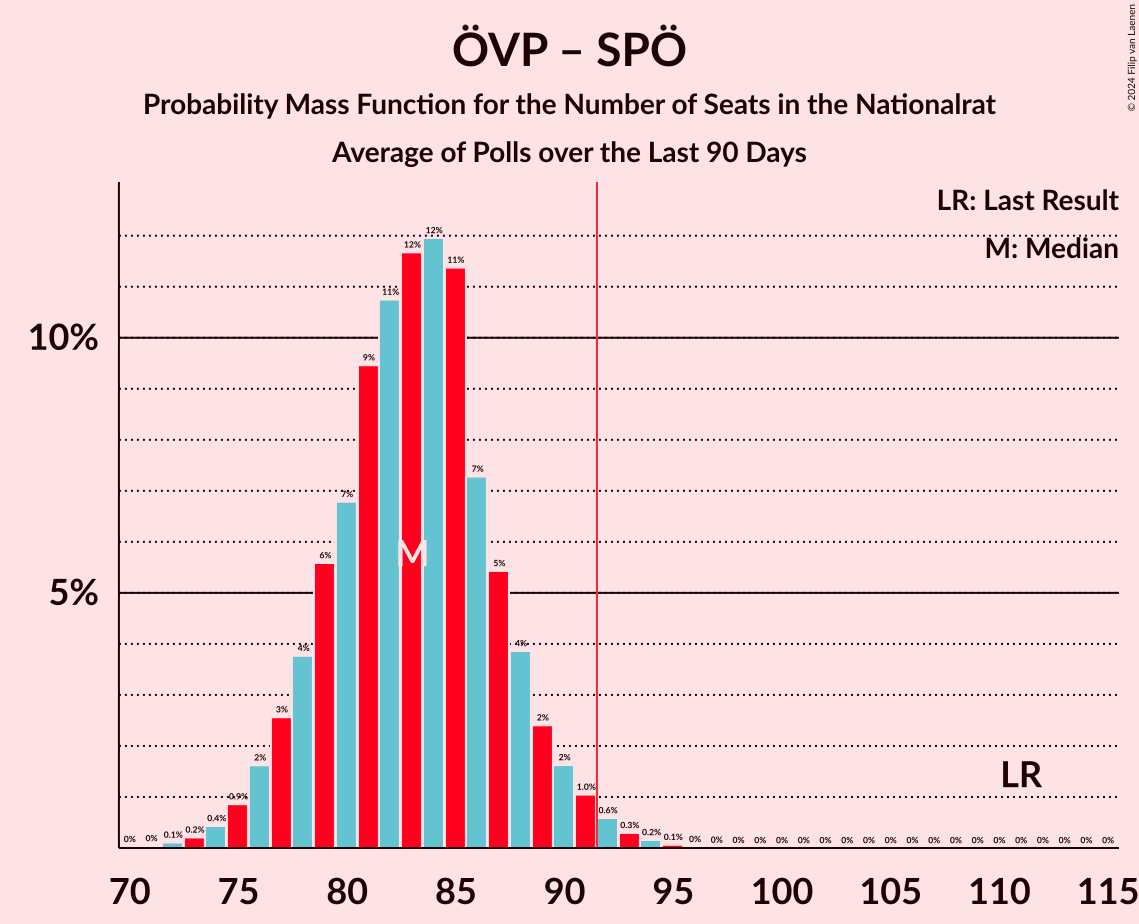 ÖVP – SPÖ
Probability Mass Function for the Number of Seats in the Nationalrat
Average of Polls over the Last 90 Days
© 2024 Filip van Laenen
LR: Last Result
M: Median
10%
5%
0% 0% 0.1% 0.2% 0.4% 0.9% 2% 3% 4% 6% 7% 9% 11% 12% 12% 11% 7% 5% 4% 2% 2% 1.0% 0.6% 0.3% 0.2% 0.1% 0% 0% 0% 0% 0% 0% 0% 0% 0% 0% 0% 0% 0% 0% 0% 0% 0% 0% 0% 0%
M
LR
70 75 80 85 90 95 100 105 110 115